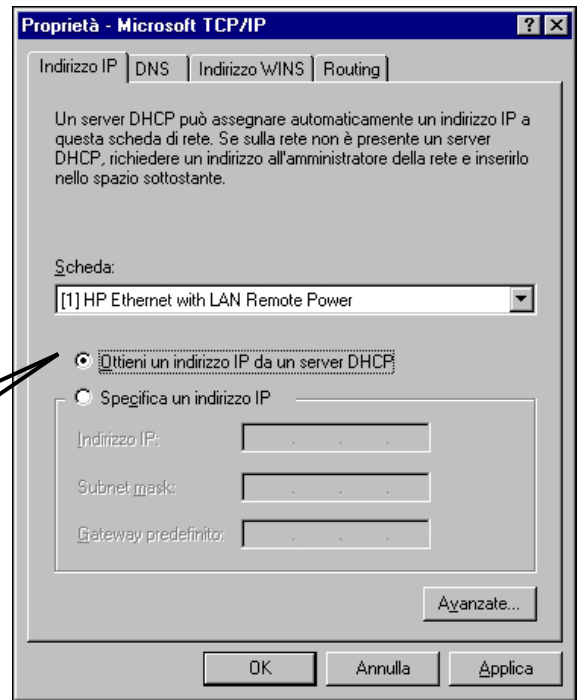 Proprietà - Microsoft TCP/IP
Indirizzo IP DNS Indirizzo WINS Routing
Un server DHCP può assegnare automaticamente un indirizzo IP a
questa scheda di rete. Se sulla rete non è presente un server
DHCP, richiedere un indirizzo all'amministratore della rete e inserirlo
nello spazio sottostante.
Scheda:
[1] HP Ethernet with LAN Remote Power
Ottieni un indirizzo IP da un server DHCP
Specifica un indirizzo IP
Indirizzo IP:
Subnet mask:
Gateway predefinito:
Avanzate...
OK Annulla Applica